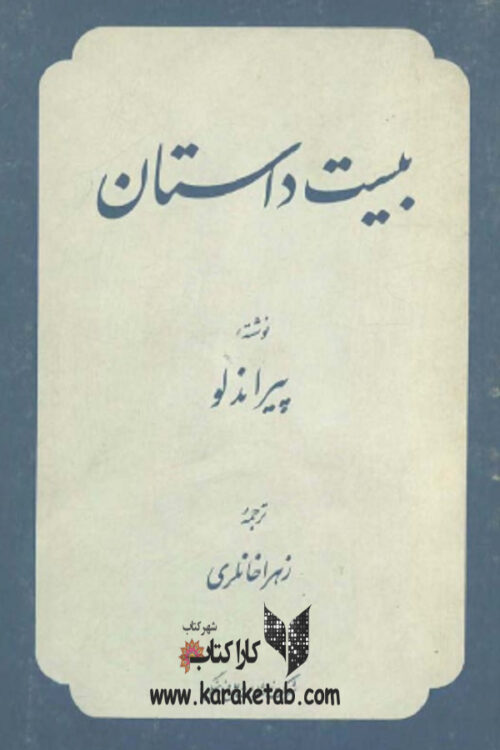 بیست داستان
نوشتهٔ
پیراندلو
ترجمهٔ
زهرا خانلری
شهر کتاب
کارا کتاب
www.karaketab.com